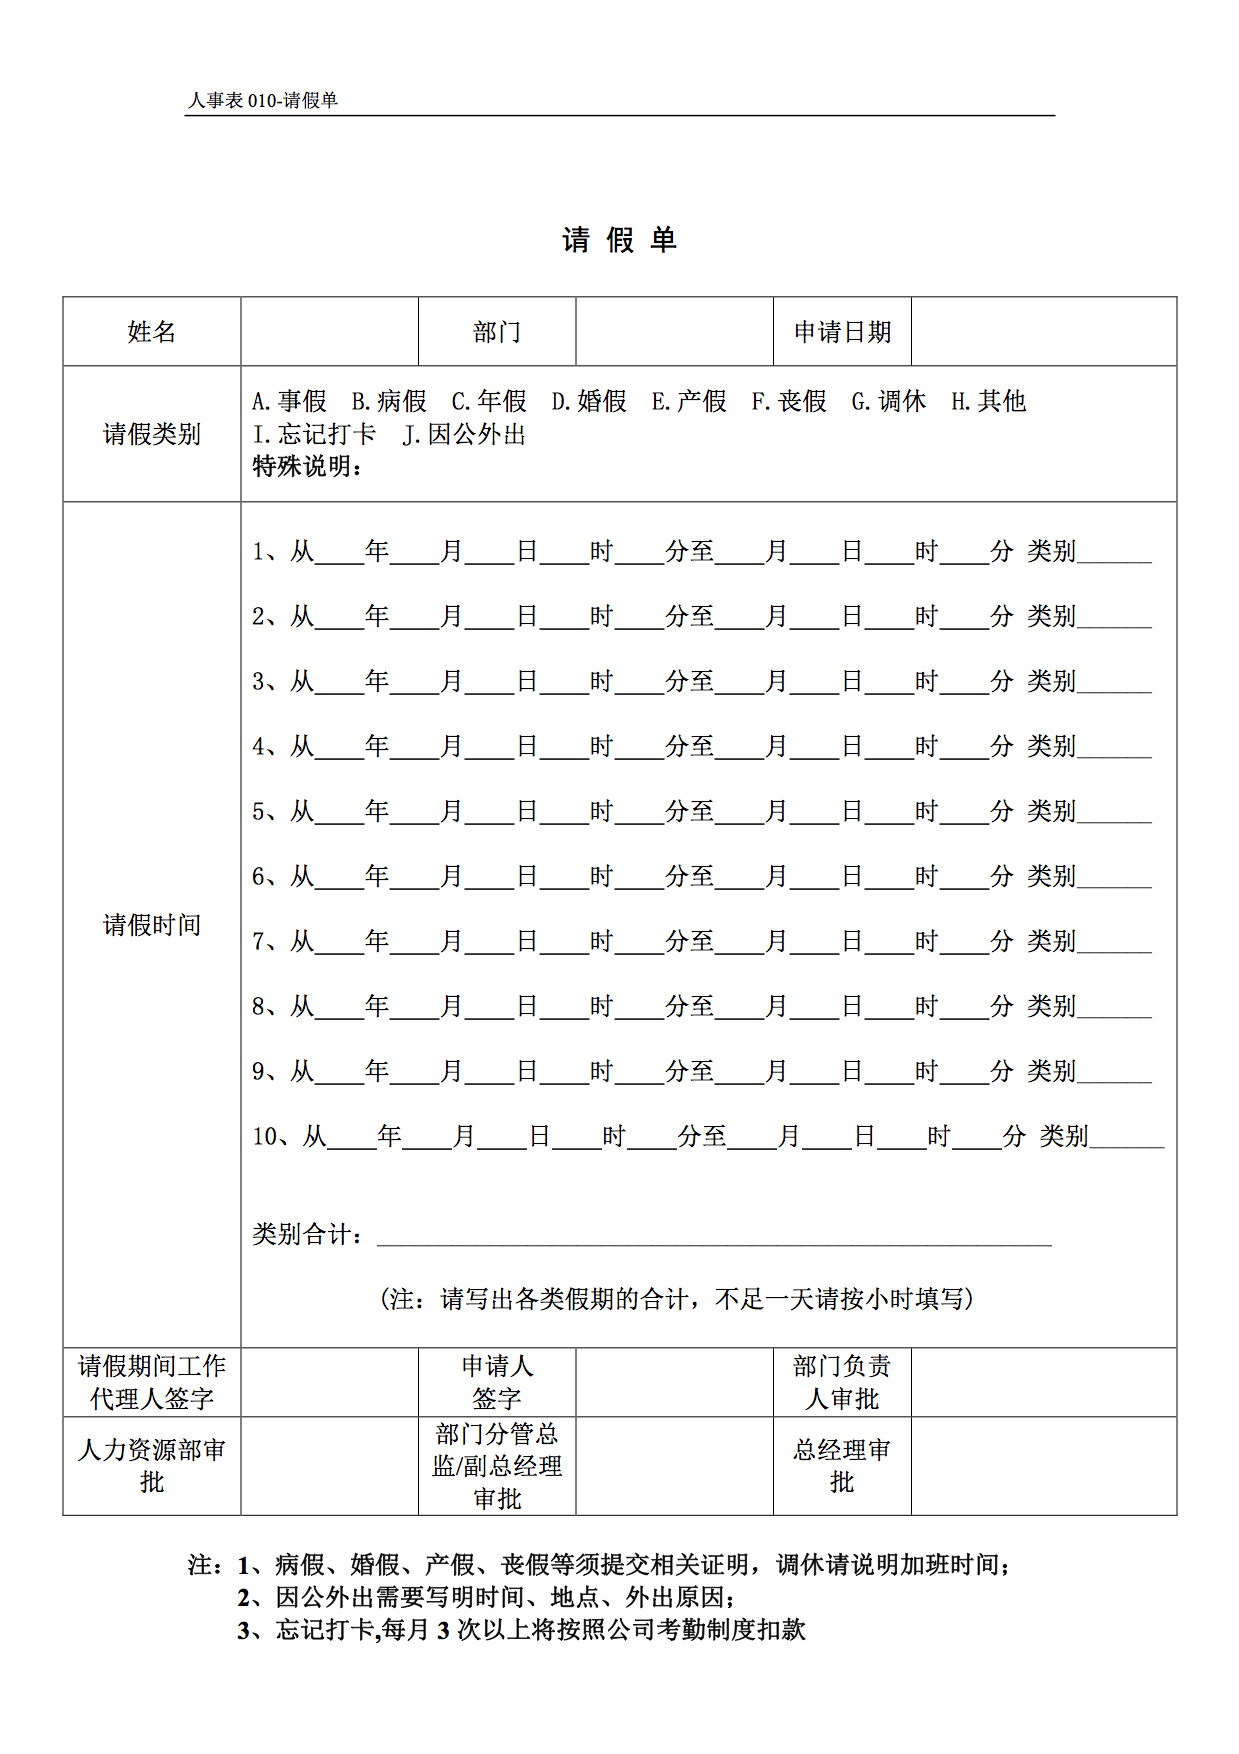 人事表 010-请假单
请 假 单
姓名 部门 申请日期
请假类别
A.事假 B.病假 C.年假 D.婚假 E.产假 F.丧假 G.调休 H.其他
I.忘记打卡 J.因公外出
特殊说明：
请假时间
1、从____年____月____日____时____分至____月____日____时____分 类别______
2、从____年____月____日____时____分至____月____日____时____分 类别______
3、从____年____月____日____时____分至____月____日____时____分 类别______
4、从____年____月____日____时____分至____月____日____时____分 类别______
5、从____年____月____日____时____分至____月____日____时____分 类别______
6、从____年____月____日____时____分至____月____日____时____分 类别______
7、从____年____月____日____时____分至____月____日____时____分 类别______
8、从____年____月____日____时____分至____月____日____时____分 类别______
9、从____年____月____日____时____分至____月____日____时____分 类别______
10、从____年____月____日____时____分至____月____日____时____分 类别______
类别合计：______________________________________________________
(注：请写出各类假期的合计，不足一天请按小时填写)
请假期间工作
代理人签字
申请人
签字
部门负责
人审批
人力资源部审
批
部门分管总
监/副总经理
审批
总经理审
批
注：1、病假、婚假、产假、丧假等须提交相关证明，调休请说明加班时间；
2、因公外出需要写明时间、地点、外出原因；
3、忘记打卡,每月 3 次以上将按照公司考勤制度扣款